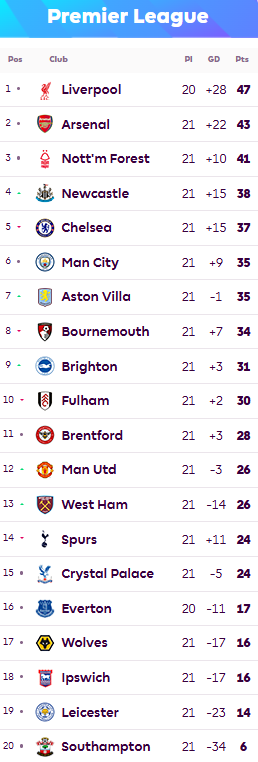 Premier League
Pos Club Pl GD Pts
1 Liverpool 20 +28 47
2 Arsenal 21 +22 43
3 Nott'm Forest 21 +10 41
4 Newcastle 21 +15 38
5 Chelsea 21 +15 37
6 Man City 21 +9 35
7 Aston Villa 21 -1 35
8 Bournemouth 21 +7 34
9 Brighton 21 +3 31
10 Fulham 21 +2 30
11 Brentford 21 +3 28
12 Man Utd 21 -3 26
13 West Ham 21 -14 26
14 Spurs 21 +11 24
15 Crystal Palace 21 -5 24
16 Everton 20 -11 17
17 Wolves 21 -17 16
18 Ipswich 21 -17 16
19 Leicester 21 -23 14
20 Southampton 21 -34 6